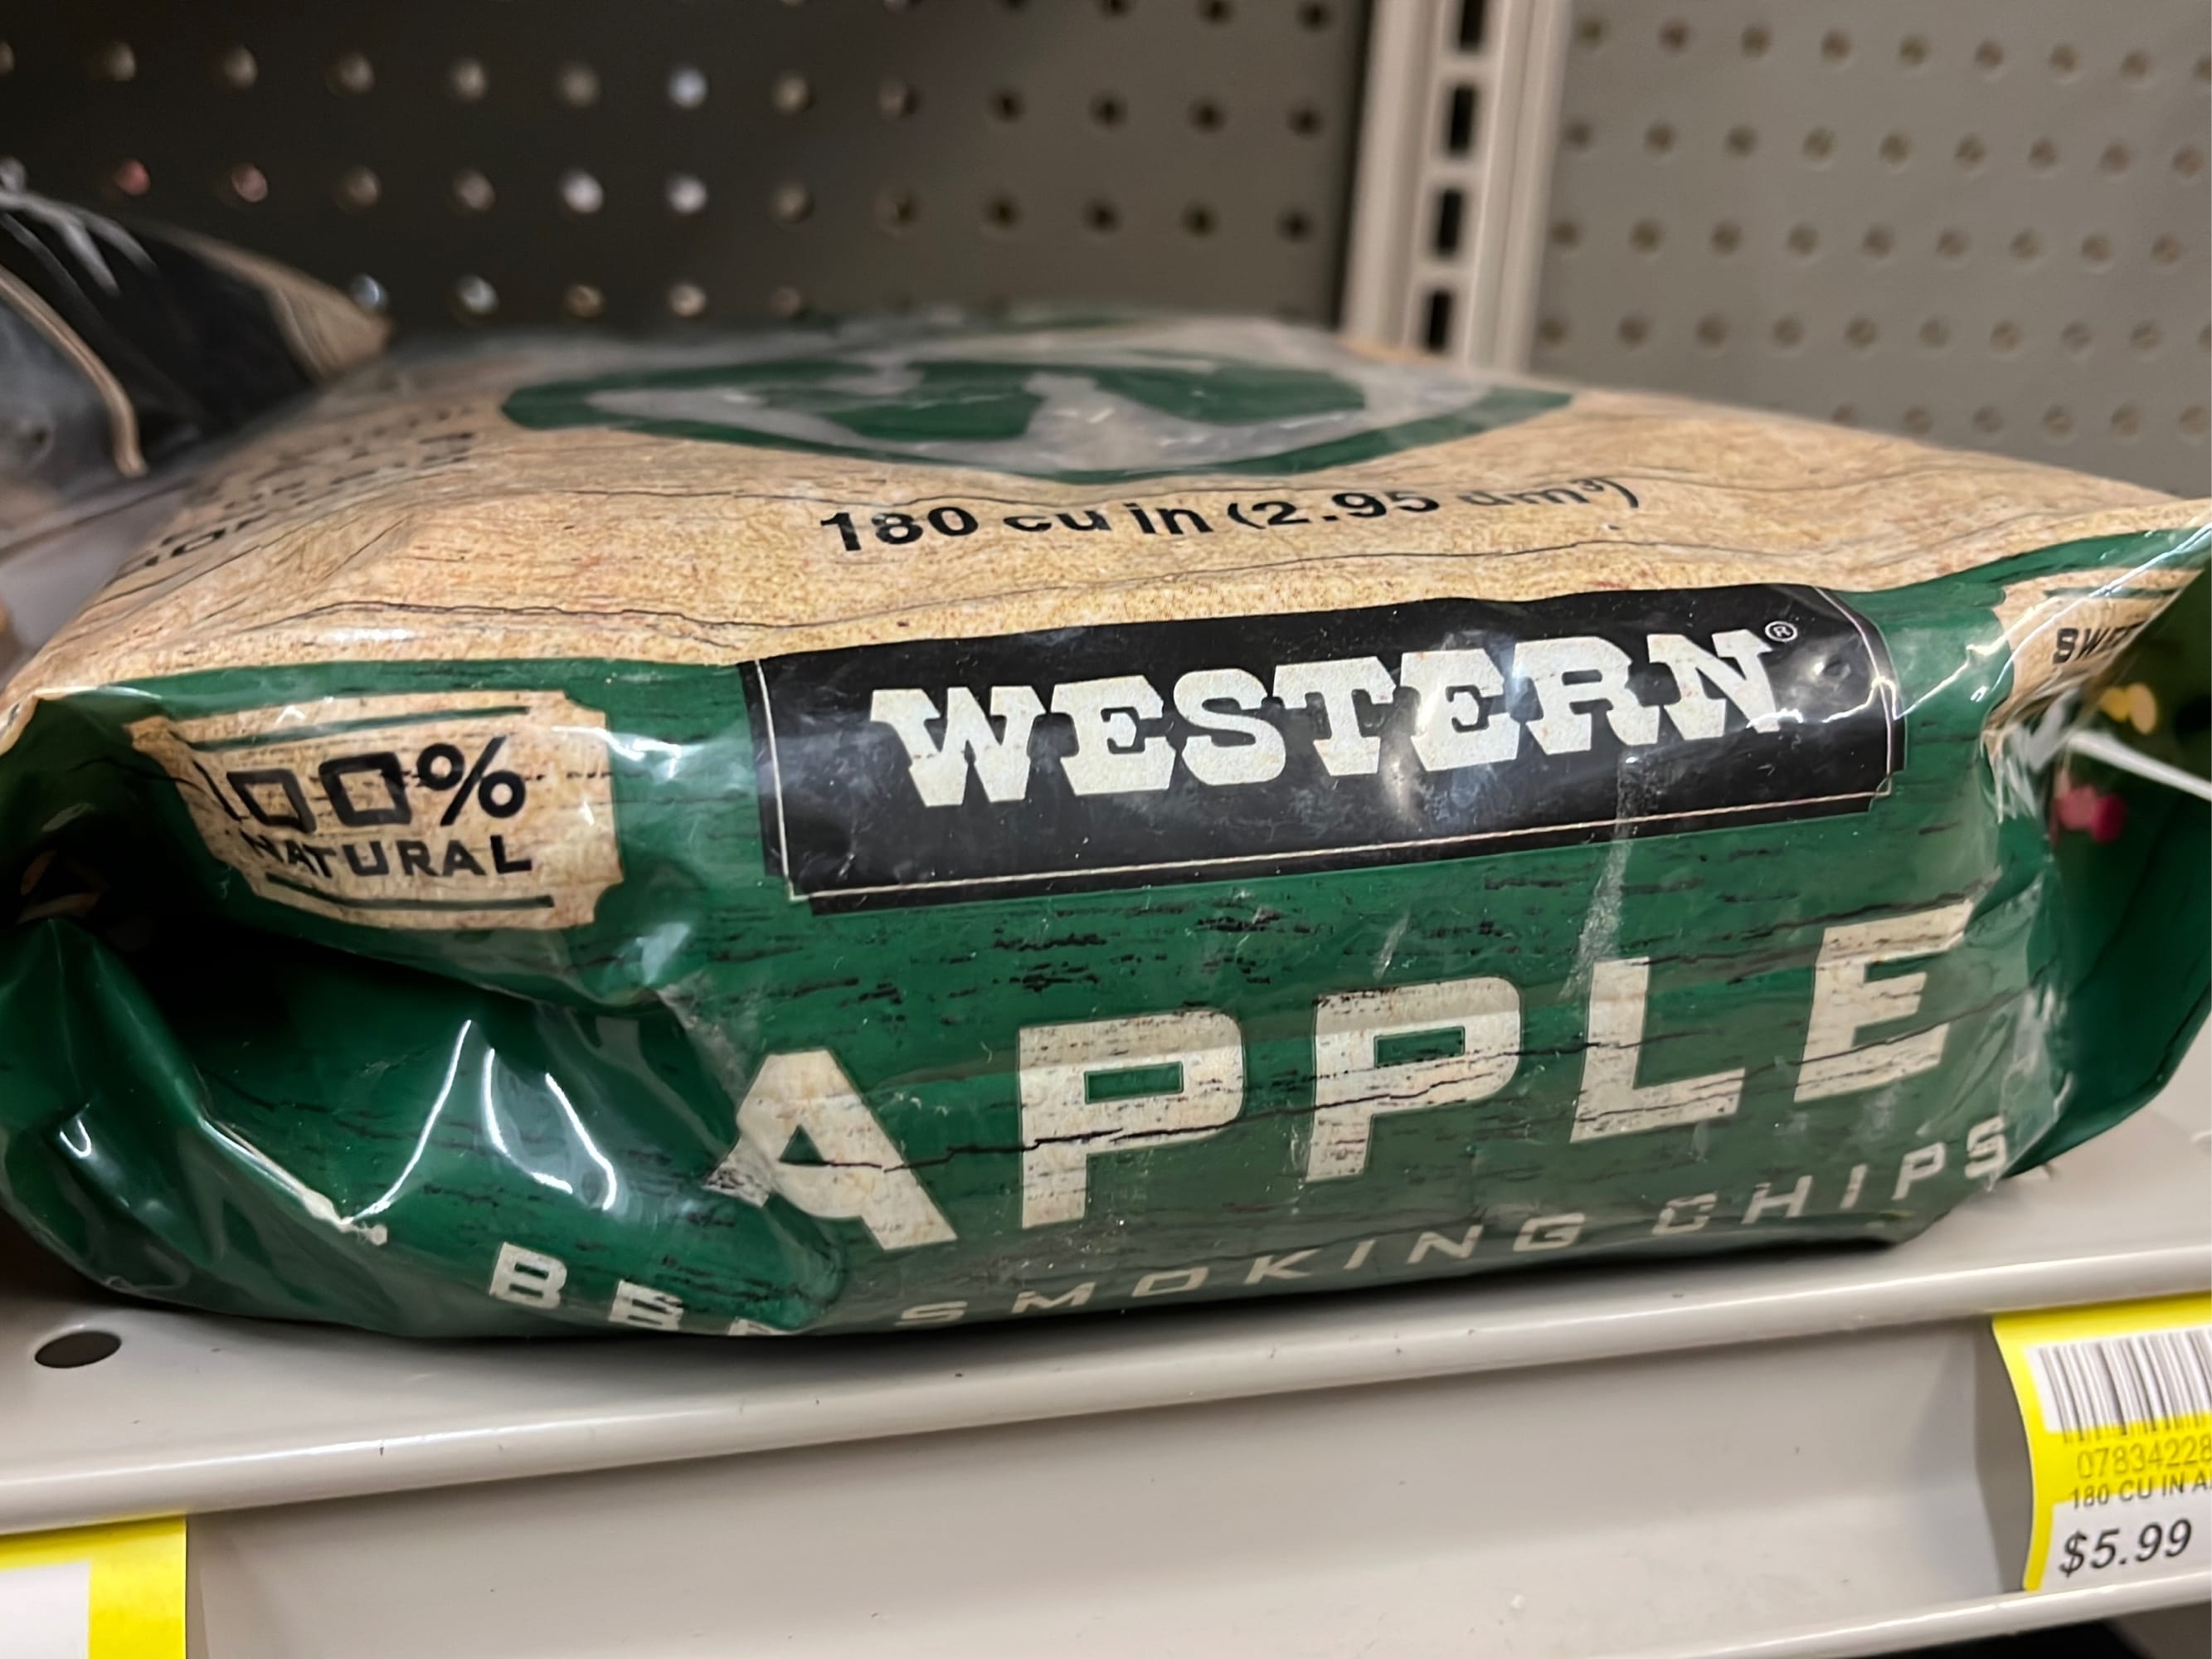 180 cu in (2.95 dm³)
WESTERN®
100%
NATURAL
APPLE
SMOKING CHIPS
180 CU IN
$5.99